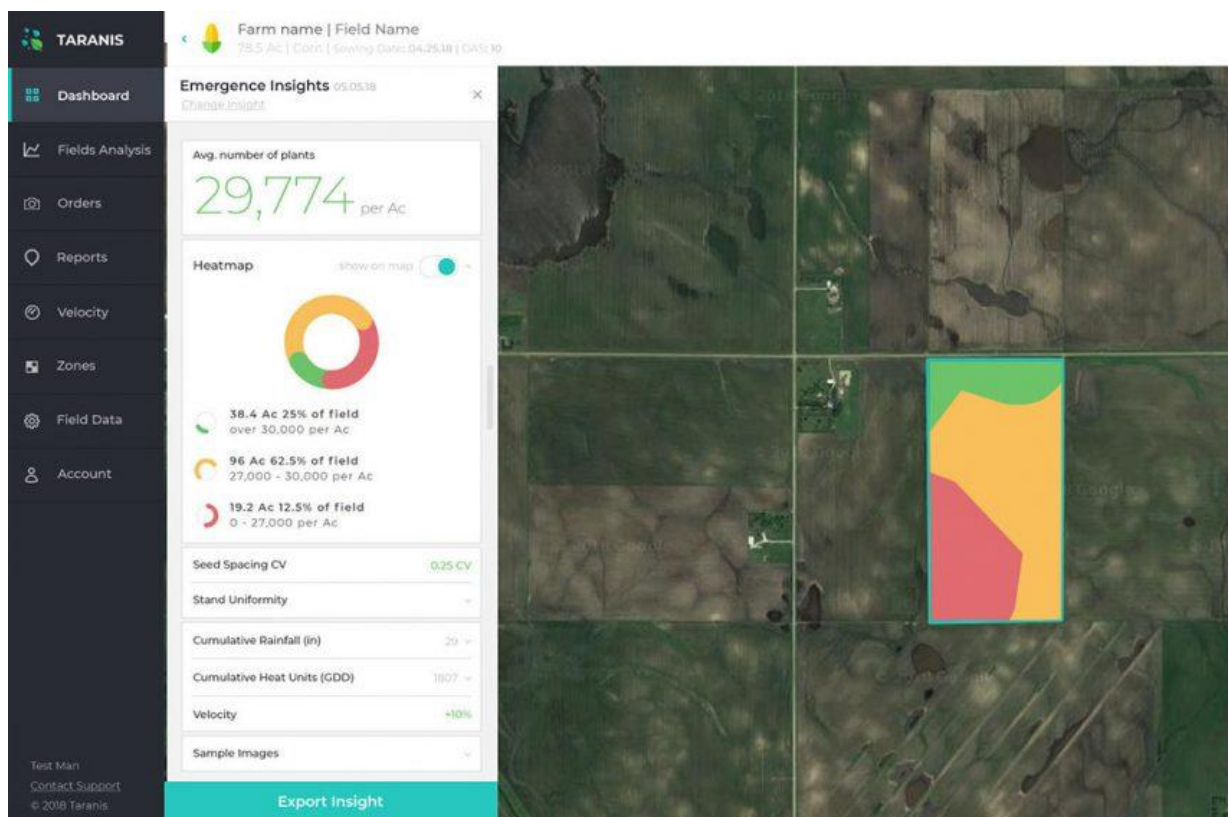 TARANIS
Dashboard
Fields Analysis
Orders
Reports
Velocity
Zones
Field Data
Account
Test Man
Contact Support
© 2018 Taranis
Farm name | Field Name
78.5 Ac | Corn | Sowing Date: 04.25.18 | DAS: 10
Emergence Insights 05.05.18
Change Insight
Avg. number of plants
29,774 per Ac
Heatmap
show on map
38.4 Ac 25% of field
over 30,000 per Ac
96 Ac 62.5% of field
27,000 - 30,000 per Ac
19.2 Ac 12.5% of field
0 - 27,000 per Ac
Seed Spacing CV
0.25 CV
Stand Uniformity
Cumulative Rainfall (in)
29
Cumulative Heat Units (GDD)
1807
Velocity
+10%
Sample Images
Export Insight